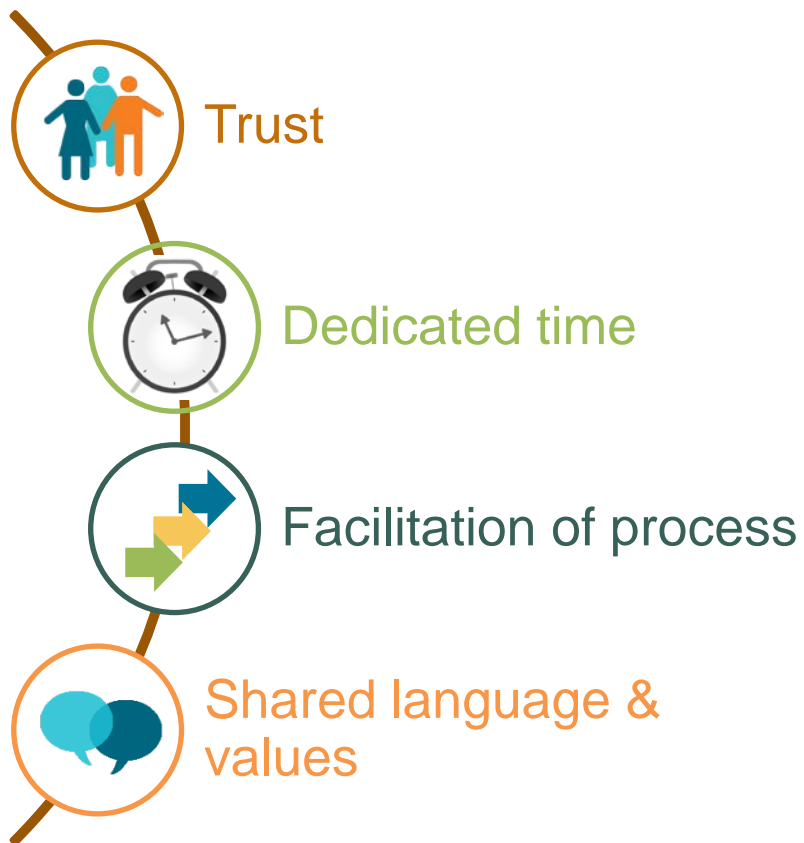 Trust
Dedicated time
Facilitation of process
Shared language &
values